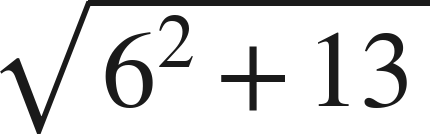 √(6² + 13)